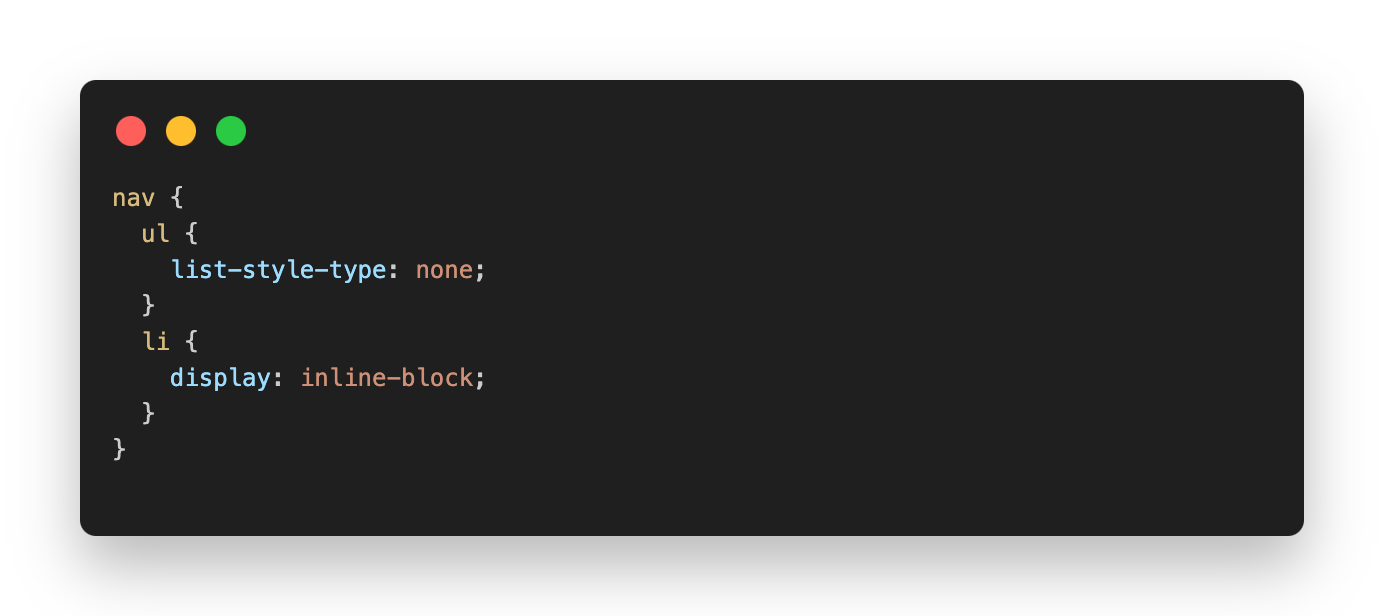 nav {
  ul {
    list-style-type: none;
  }
  li {
    display: inline-block;
  }
}